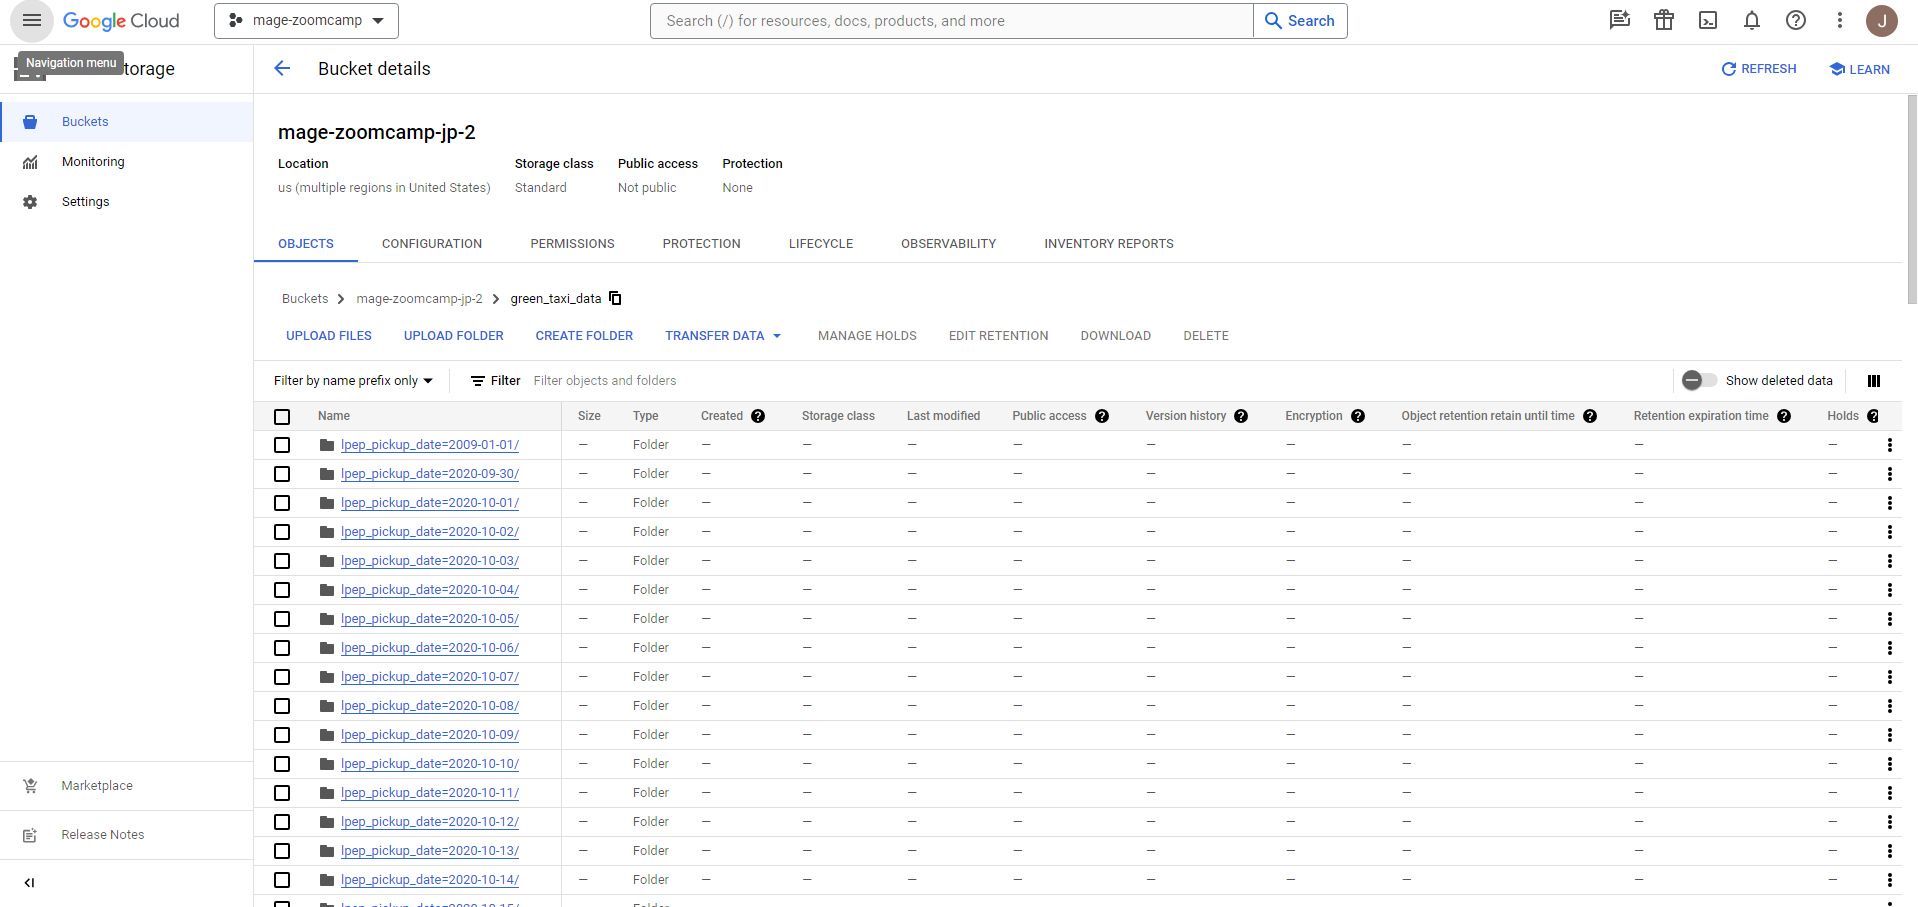 Google Cloud
mage-zoomcamp
Search (/) for resources, docs, products, and more
Search
J
Navigation menu
torage
Bucket details
REFRESH
LEARN
Buckets
Monitoring
Settings
Marketplace
Release Notes
mage-zoomcamp-jp-2
Location Storage class Public access Protection
us (multiple regions in United States) Standard Not public None
OBJECTS CONFIGURATION PERMISSIONS PROTECTION LIFECYCLE OBSERVABILITY INVENTORY REPORTS
Buckets > mage-zoomcamp-jp-2 > green_taxi_data
UPLOAD FILES UPLOAD FOLDER CREATE FOLDER TRANSFER DATA MANAGE HOLDS EDIT RETENTION DOWNLOAD DELETE
Filter by name prefix only Filter Filter objects and folders Show deleted data
Name Size Type Created Storage class Last modified Public access Version history Encryption Object retention retain until time Retention expiration time Holds
lpep_pickup_date=2009-01-01/ — Folder — — — — — — — — —
lpep_pickup_date=2020-09-30/ — Folder — — — — — — — — —
lpep_pickup_date=2020-10-01/ — Folder — — — — — — — — —
lpep_pickup_date=2020-10-02/ — Folder — — — — — — — — —
lpep_pickup_date=2020-10-03/ — Folder — — — — — — — — —
lpep_pickup_date=2020-10-04/ — Folder — — — — — — — — —
lpep_pickup_date=2020-10-05/ — Folder — — — — — — — — —
lpep_pickup_date=2020-10-06/ — Folder — — — — — — — — —
lpep_pickup_date=2020-10-07/ — Folder — — — — — — — — —
lpep_pickup_date=2020-10-08/ — Folder — — — — — — — — —
lpep_pickup_date=2020-10-09/ — Folder — — — — — — — — —
lpep_pickup_date=2020-10-10/ — Folder — — — — — — — — —
lpep_pickup_date=2020-10-11/ — Folder — — — — — — — — —
lpep_pickup_date=2020-10-12/ — Folder — — — — — — — — —
lpep_pickup_date=2020-10-13/ — Folder — — — — — — — — —
lpep_pickup_date=2020-10-14/ — Folder — — — — — — — — —